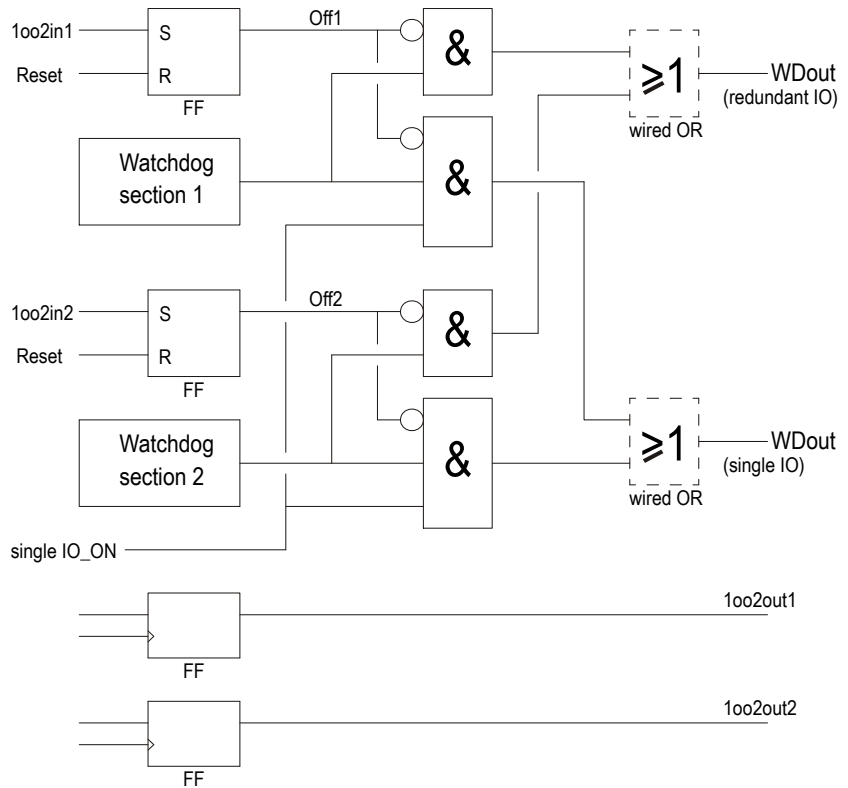 1oo2in1
S
Off1
&
Reset
R
FF
≥1
WDout
(redundant IO)
wired OR
Watchdog
section 1
&
1oo2in2
S
Off2
&
Reset
R
FF
Watchdog
section 2
&
≥1
WDout
(single IO)
wired OR
single IO_ON
1oo2out1
FF
1oo2out2
FF